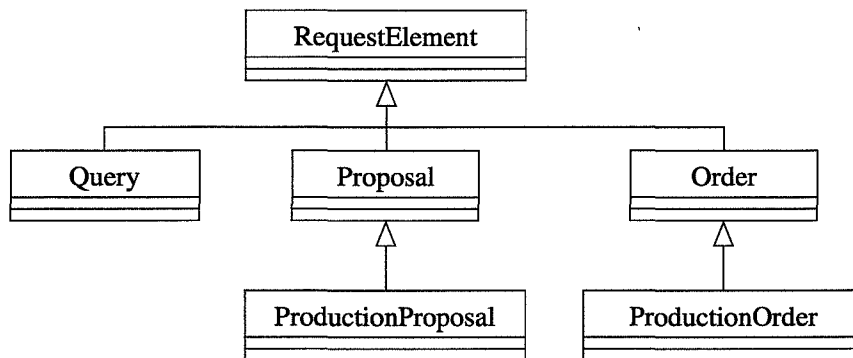 RequestElement
Query
Proposal
Order
ProductionProposal
ProductionOrder